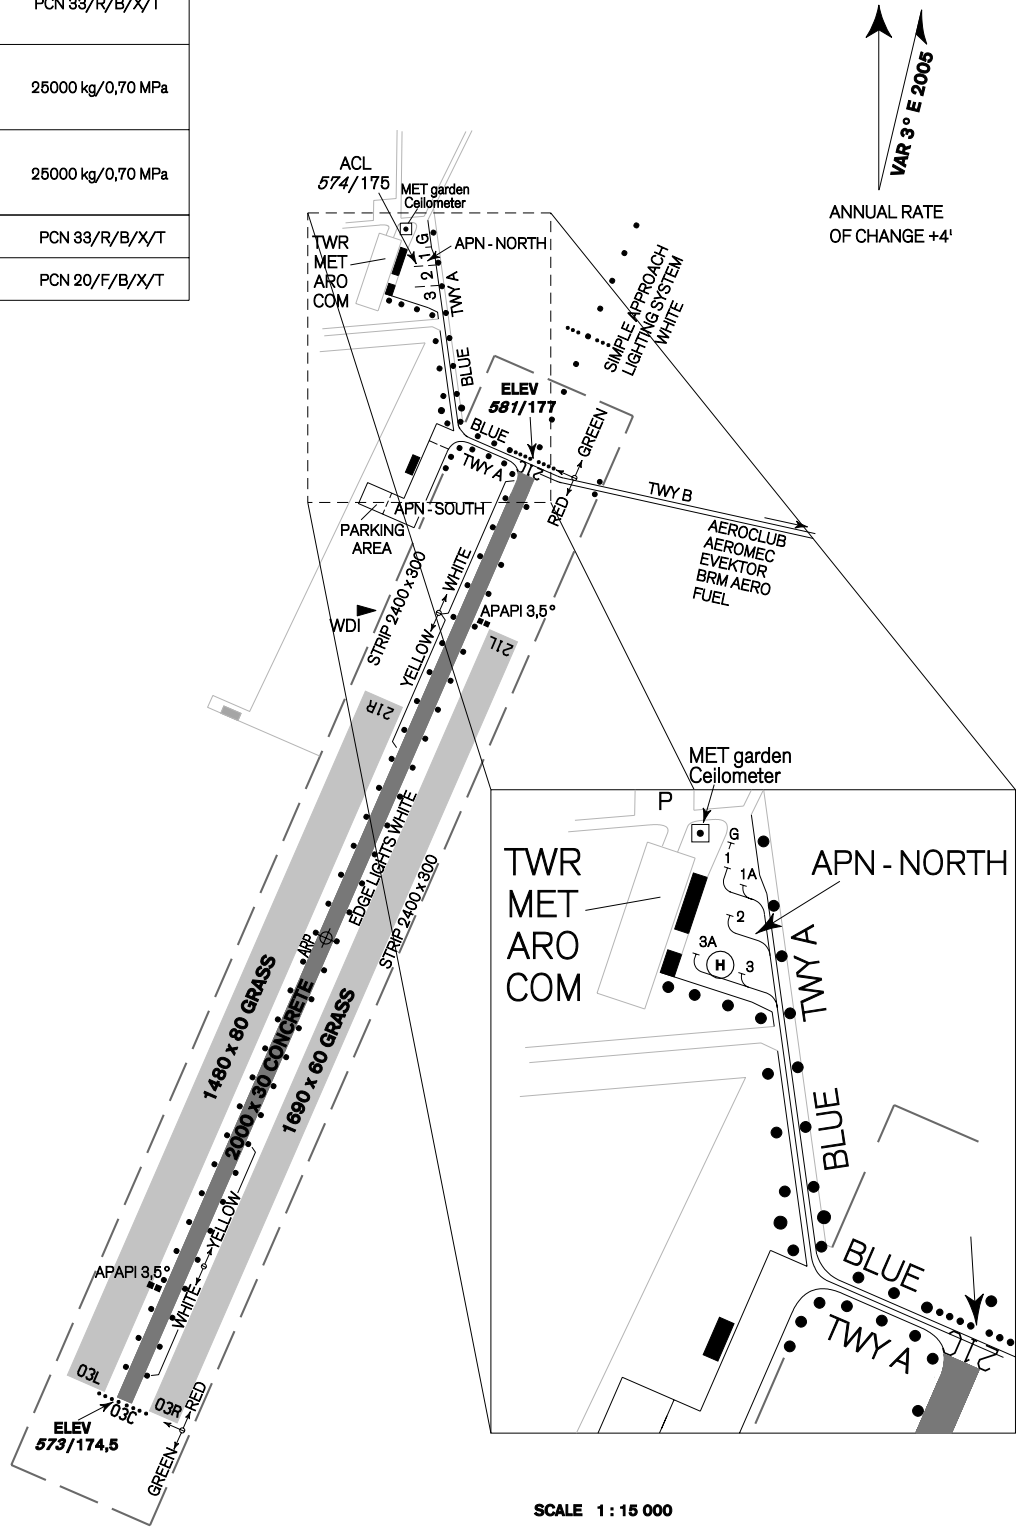 PCN 33/R/B/X/T
25000 kg/0,70 MPa
25000 kg/0,70 MPa
PCN 33/R/B/X/T
PCN 20/F/B/X/T
VAR 3° E 2005
ANNUAL RATE
OF CHANGE +4'
ACL
574/175
MET garden
Ceilometer
TWR
MET
ARO
COM
G
1
2
3
APN - NORTH
TWY A
BLUE
SIMPLE APPROACH
LIGHTING SYSTEM
WHITE
ELEV
581/177
BLUE
TWY A
21C
GREEN
RED
TWY B
AEROCLUB
AEROMEC
EVEKTOR
BRM AERO
FUEL
APN - SOUTH
PARKING
AREA
WDI
STRIP 2400 x 300
WHITE
YELLOW
APAPI 3,5°
21L
21R
EDGE LIGHTS WHITE
STRIP 2400 x 300
ARP
1480 x 80 GRASS
2000 x 30 CONCRETE
1690 x 60 GRASS
YELLOW
WHITE
APAPI 3,5°
03L
03C
03R
RED
GREEN
ELEV
573/174,5
MET garden
Ceilometer
P
TWR
MET
ARO
COM
G
1
1A
2
3A
H
3
APN - NORTH
TWY A
BLUE
BLUE
TWY A
21C
SCALE 1 : 15 000